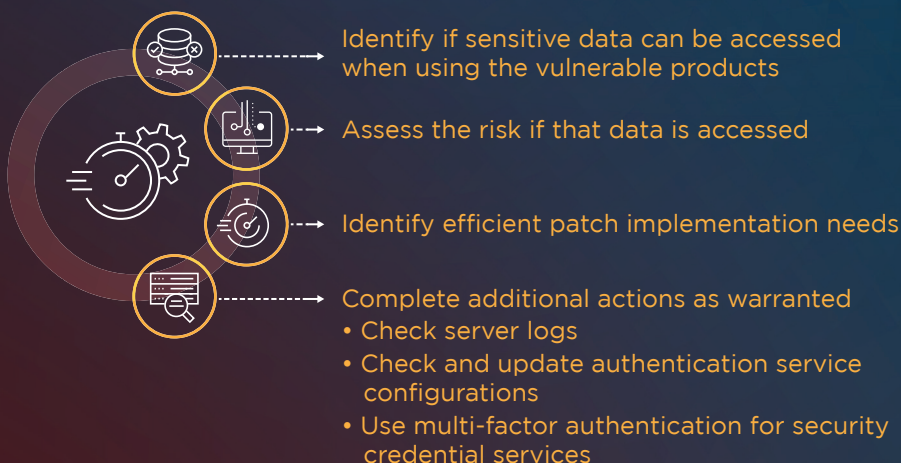 Identify if sensitive data can be accessed
when using the vulnerable products
Assess the risk if that data is accessed
Identify efficient patch implementation needs
Complete additional actions as warranted
• Check server logs
• Check and update authentication service
configurations
• Use multi-factor authentication for security
credential services